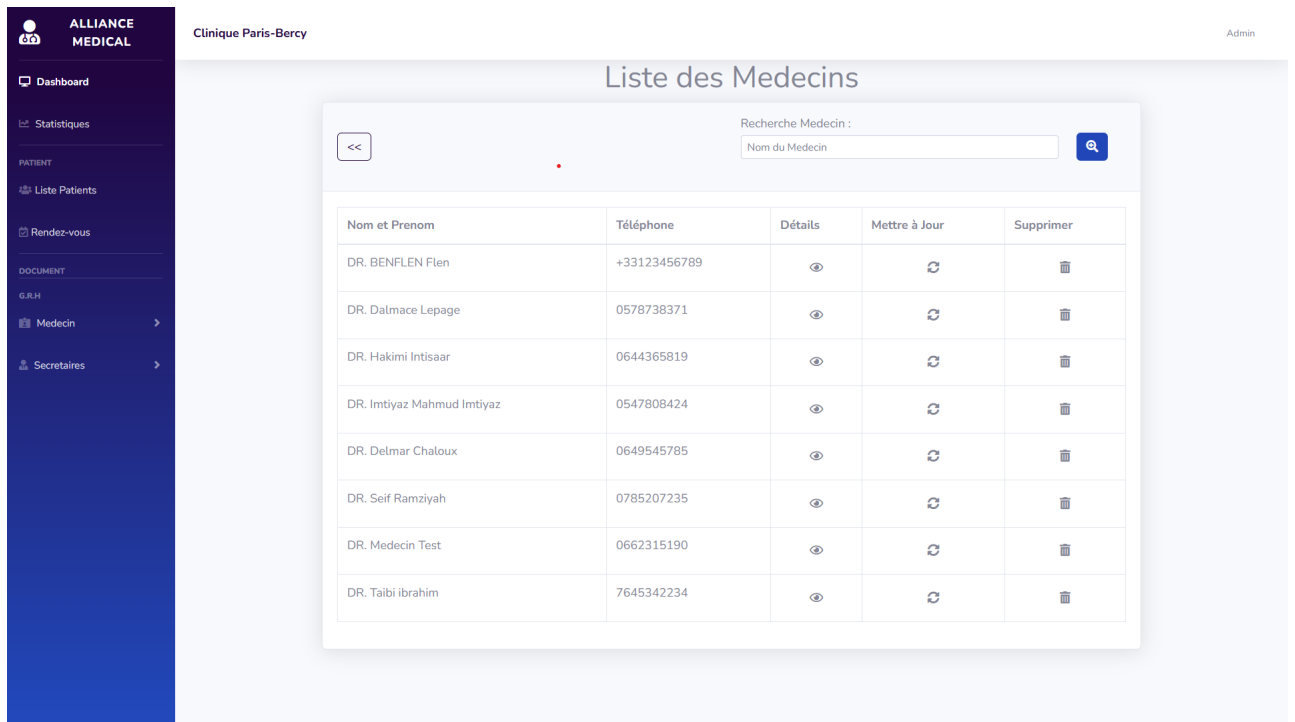 ALLIANCE
MEDICAL
Clinique Paris-Bercy
Admin
Dashboard
Statistiques
PATIENT
Liste Patients
Rendez-vous
DOCUMENT
G.R.H
Medecin
Secretaires
Liste des Medecins
<<
Recherche Medecin :
Nom du Medecin
Nom et Prenom Téléphone Détails Mettre à Jour Supprimer
DR. BENFLEN Flen +33123456789
DR. Dalmace Lepage 0578738371
DR. Hakimi Intisaar 0644365819
DR. Imtiyaz Mahmud Imtiyaz 0547808424
DR. Delmar Chaloux 0649545785
DR. Seif Ramziyah 0785207235
DR. Medecin Test 0662315190
DR. Taibi ibrahim 7645342234